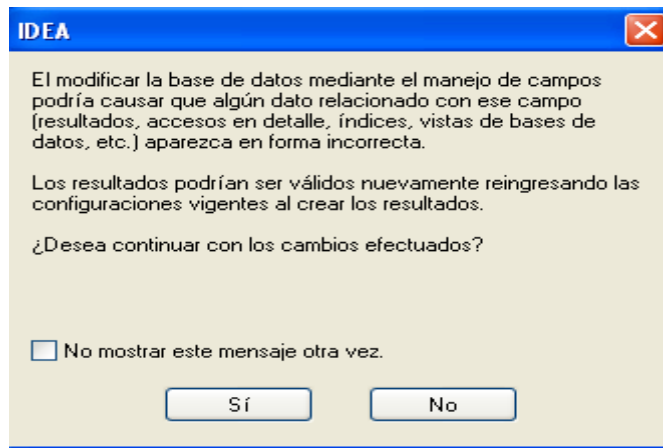 IDEA
El modificar la base de datos mediante el manejo de campos
podría causar que algún dato relacionado con ese campo
(resultados, accesos en detalle, índices, vistas de bases de
datos, etc.) aparezca en forma incorrecta.
Los resultados podrían ser válidos nuevamente reingresando las
configuraciones vigentes al crear los resultados.
¿Desea continuar con los cambios efectuados?
No mostrar este mensaje otra vez.
Sí
No